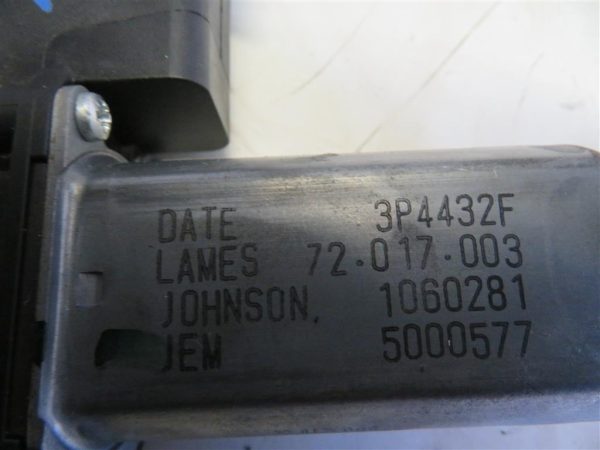 DATE 3P4432F
LAMES 72.017.003
JOHNSON, 1060281
JEM 5000577